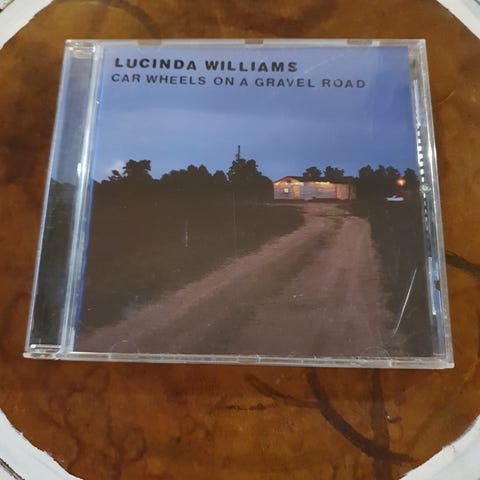 LUCINDA WILLIAMS
CAR WHEELS ON A GRAVEL ROAD